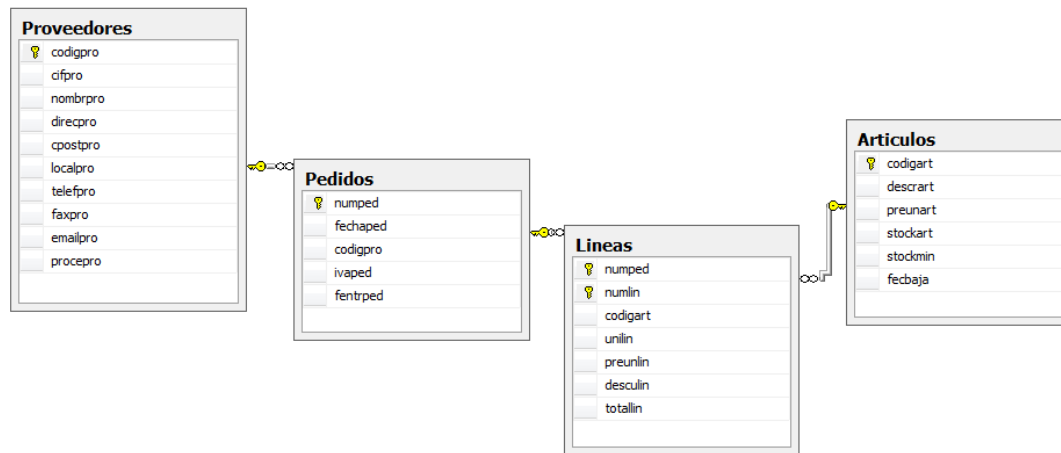 Proveedores
codigpro
cifpro
nombrpro
direcpro
cpostpro
localpro
telefpro
faxpro
emailpro
procepro
Pedidos
numped
fechaped
codigpro
ivaped
fentrped
Lineas
numped
numlin
codigart
unilin
preunlin
desculin
totallin
Articulos
codigart
descrart
preunart
stockart
stockmin
fecbaja